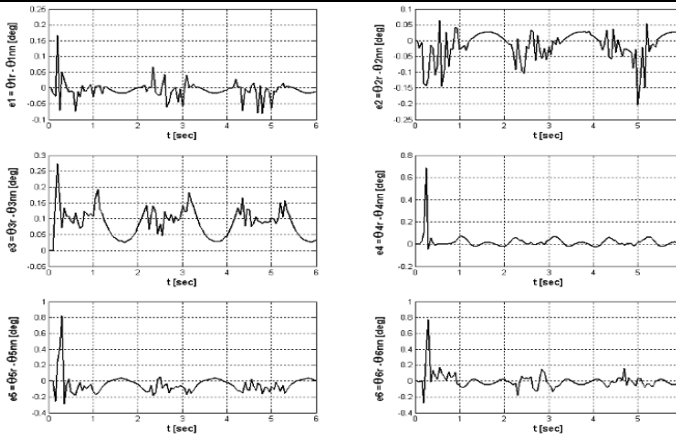 0.25
0.2
0.15
0.1
0.05
0
-0.05
-0.1
e1 = θ1r - θ1nn [deg]
0 1 2 3 4 5 6
t [sec]
0.1
0.05
0
-0.05
-0.1
-0.15
-0.2
-0.25
e2 = θ2r - θ2nn [deg]
0 1 2 3 4 5
t [sec]
0.3
0.25
0.2
0.15
0.1
0.05
0
-0.05
e3 = θ3r - θ3nn [deg]
0 1 2 3 4 5 6
t [sec]
0.8
0.6
0.4
0.2
0
-0.2
e4 = θ4r - θ4nn [deg]
0 1 2 3 4 5
t [sec]
1
0.8
0.6
0.4
0.2
0
-0.2
-0.4
e5 = θ5r - θ5nn [deg]
0 1 2 3 4 5 6
t [sec]
1
0.8
0.6
0.4
0.2
0
-0.2
-0.4
e6 = θ6r - θ6nn [deg]
0 1 2 3 4 5
t [sec]